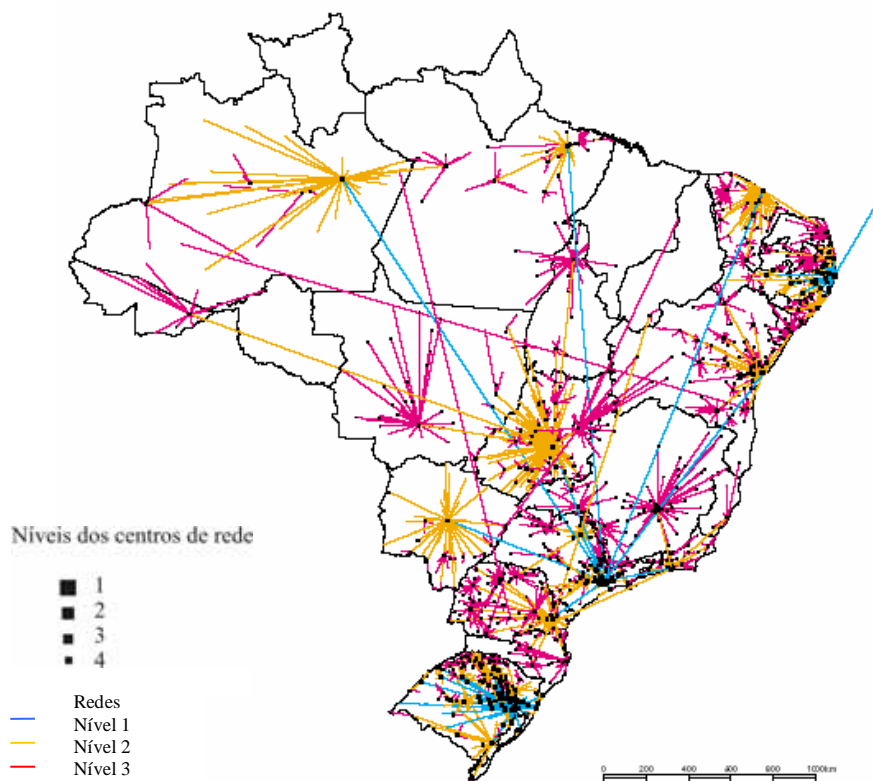 Níveis dos centros de rede
1
2
3
4
Redes
Nível 1
Nível 2
Nível 3
0 200 400 600 800 1000km